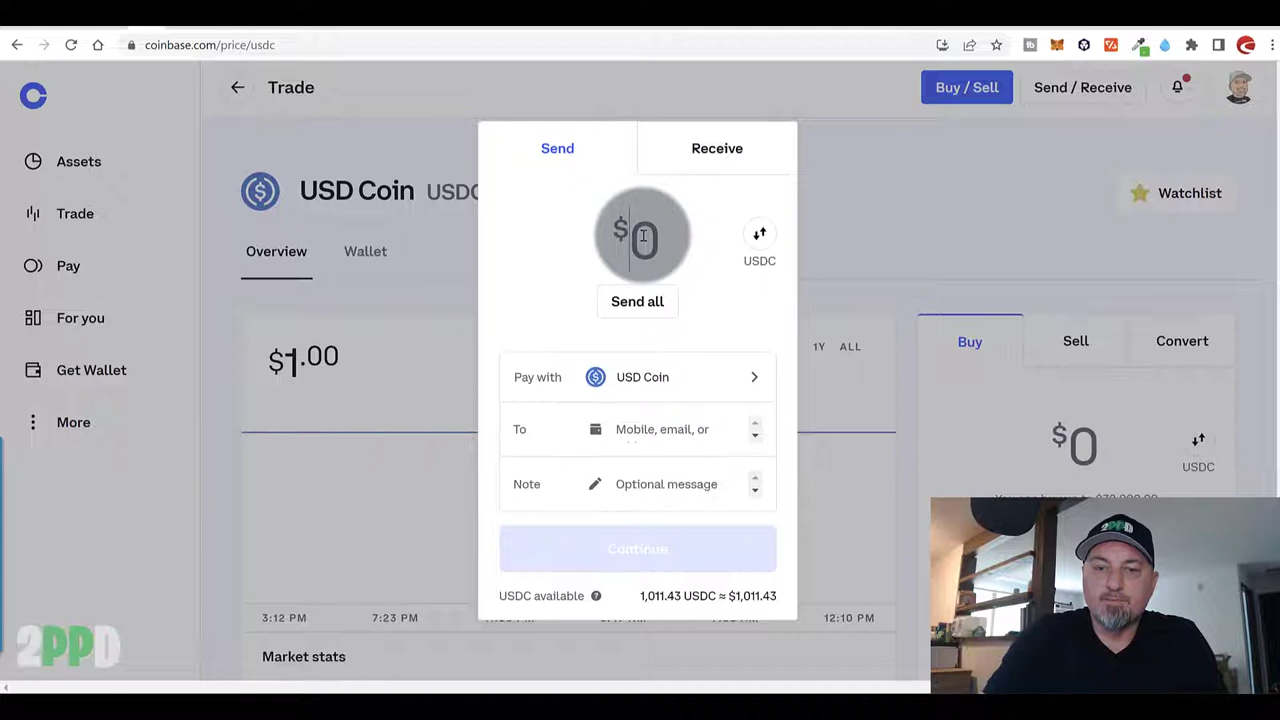 coinbase.com/price/usdc
Trade
Buy / Sell
Send / Receive
Assets
Trade
Pay
For you
Get Wallet
More
USD Coin USDC
Watchlist
Overview
Wallet
$1.00
1Y ALL
Send
Receive
$0
USDC
Send all
Pay with
USD Coin
To
Mobile, email, or
Note
Optional message
Continue
USDC available
1,011.43 USDC ≈ $1,011.43
Buy
Sell
Convert
$0
USDC
3:12 PM
7:23 PM
12:10 PM
Market stats
2PPD
2PPD